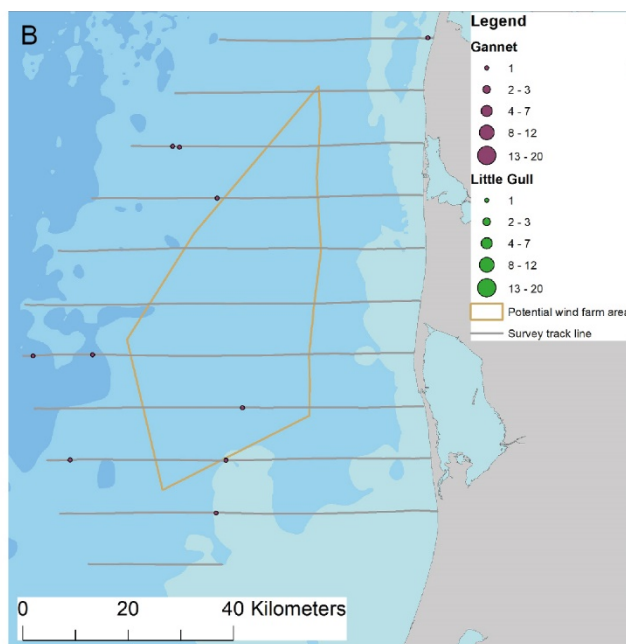 B
Legend
Gannet
1
2 - 3
4 - 7
8 - 12
13 - 20
Little Gull
1
2 - 3
4 - 7
8 - 12
13 - 20
Potential wind farm area
Survey track line
0 20 40 Kilometers